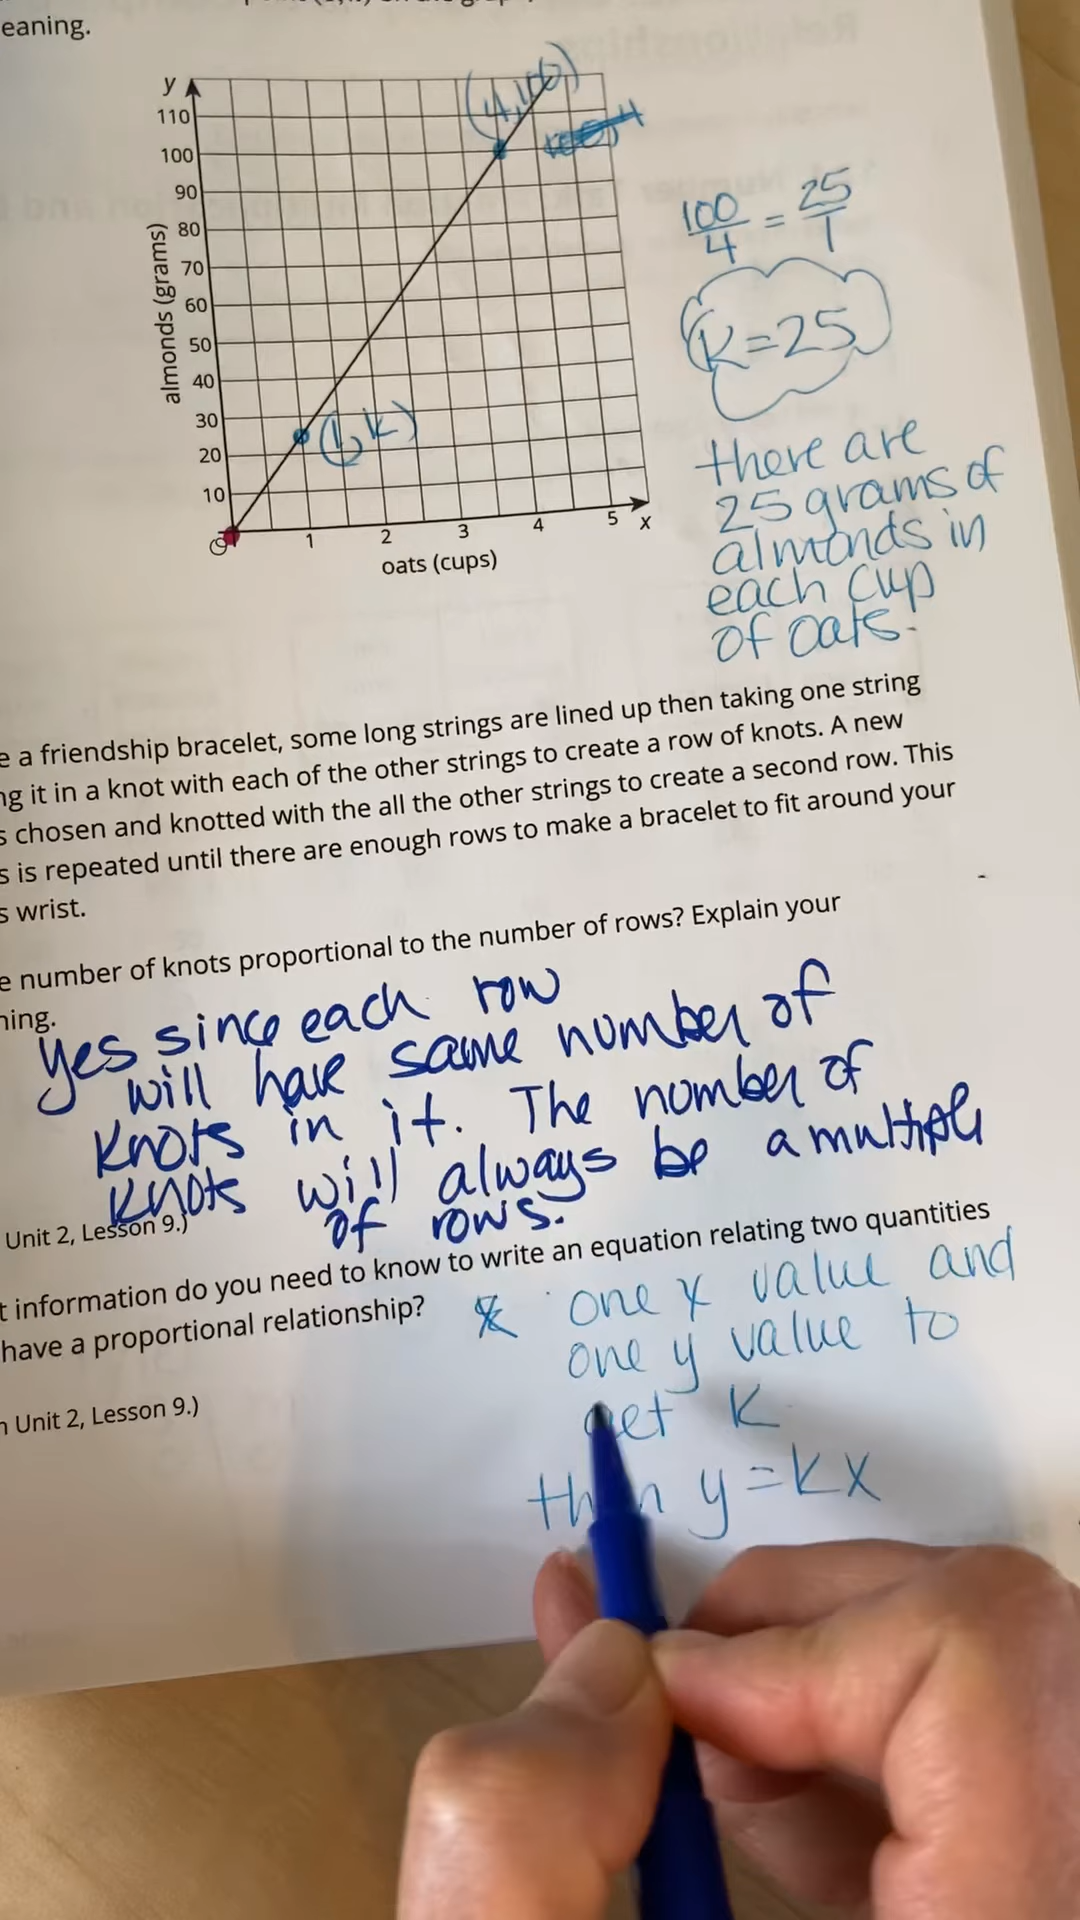 eaning.
y
110
100
90
80
70
60
50
40
30
20
10
almonds (grams)
1 2 3 4 5 x
oats (cups)
(4,100)
(1,k)
100/4 = 25/1
K=25
there are
25 grams of
almonds in
each cup
of oats.
e a friendship bracelet, some long strings are lined up then taking one string
ng it in a knot with each of the other strings to create a row of knots. A new
s chosen and knotted with the all the other strings to create a second row. This
s is repeated until there are enough rows to make a bracelet to fit around your
s wrist.
e number of knots proportional to the number of rows? Explain your
ning.
yes since each row
will have same number of
knots in it. The number of
knots will always be a multiple
of rows.
Unit 2, Lesson 9.)
t information do you need to know to write an equation relating two quantities
have a proportional relationship?
one x value and
one y value to
get K
then y=kx
n Unit 2, Lesson 9.)